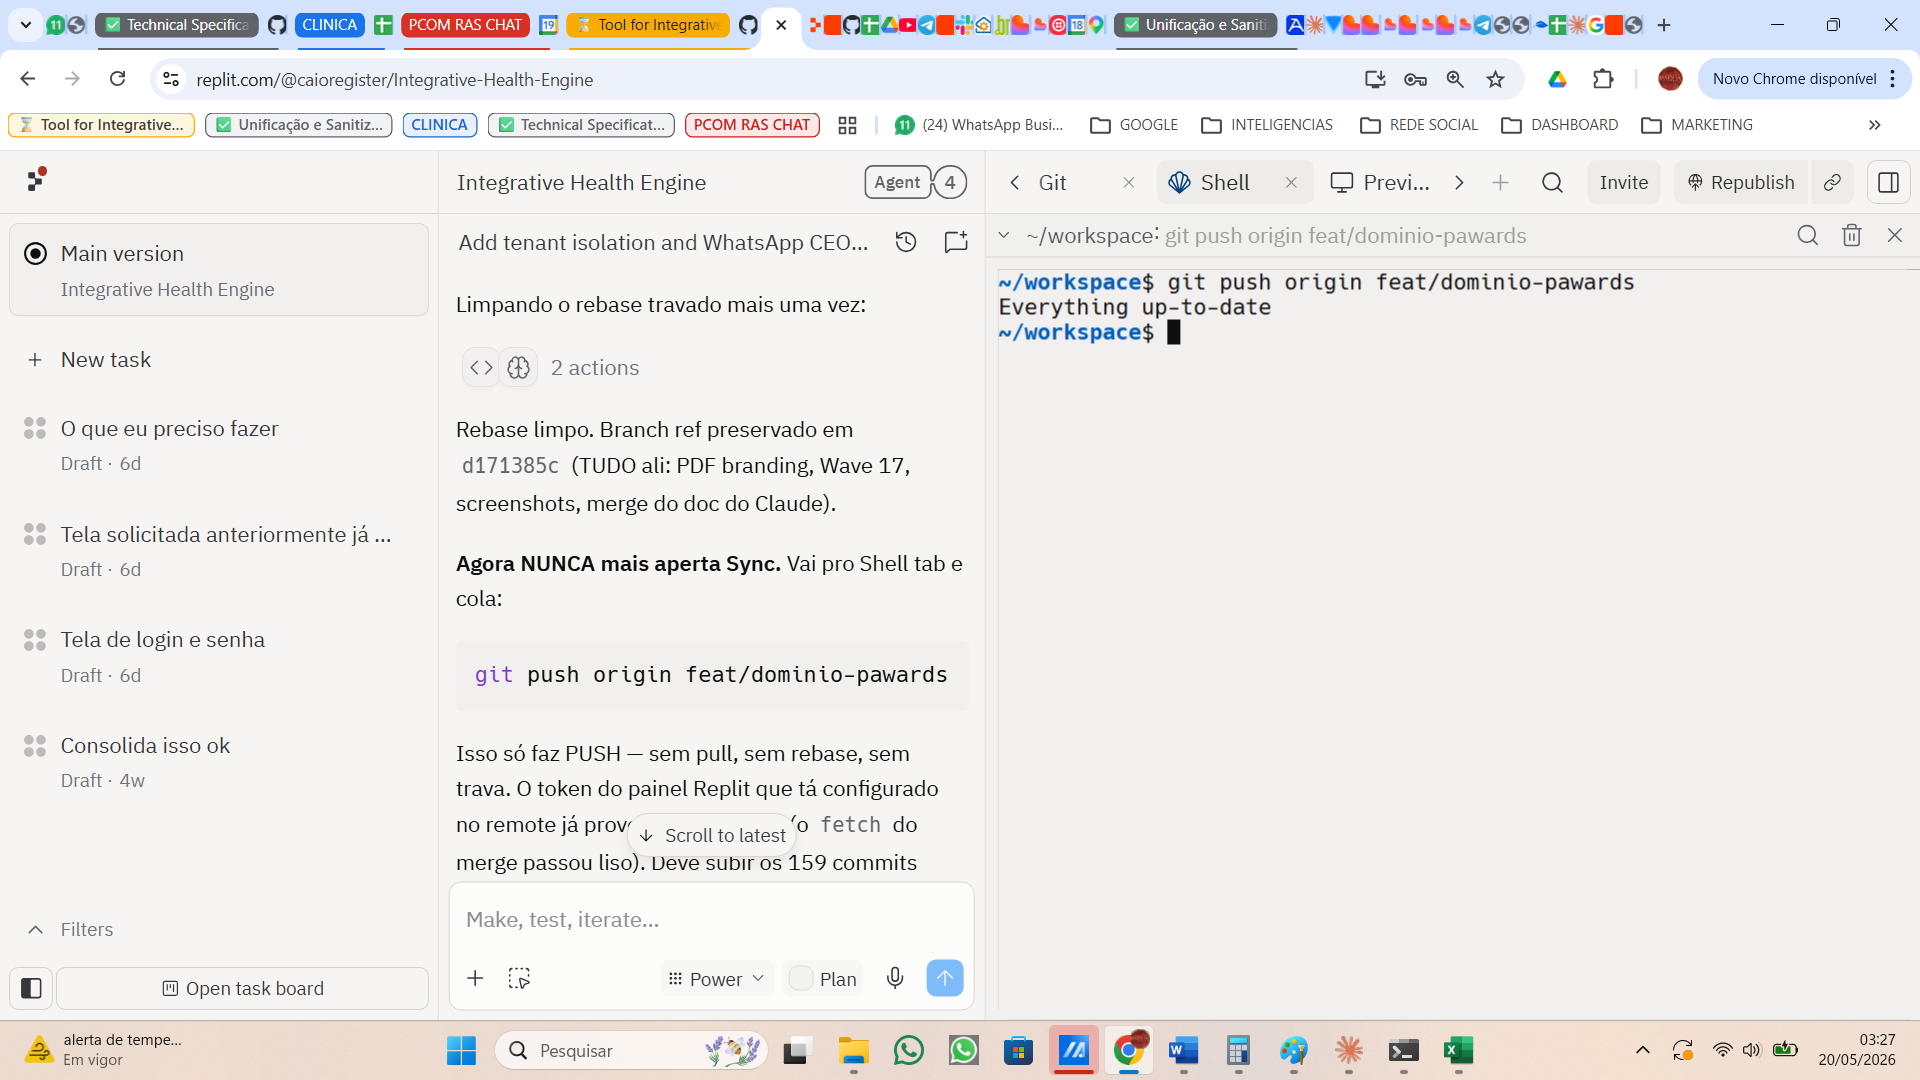 11
Technical Specifica
CLINICA
PCOM RAS CHAT
19
Tool for Integrative
18
Unificação e Saniti
replit.com/@caioregister/Integrative-Health-Engine
Novo Chrome disponível
Tool for Integrative...
Unificação e Sanitiz...
CLINICA
Technical Specificat...
PCOM RAS CHAT
11
(24) WhatsApp Busi...
GOOGLE
INTELIGENCIAS
REDE SOCIAL
DASHBOARD
MARKETING
Integrative Health Engine
Agent
4
Git
Shell
Previ...
Invite
Republish
Main version
Integrative Health Engine
New task
O que eu preciso fazer
Draft · 6d
Tela solicitada anteriormente já ...
Draft · 6d
Tela de login e senha
Draft · 6d
Consolida isso ok
Draft · 4w
Filters
Open task board
Add tenant isolation and WhatsApp CEO...
Limpando o rebase travado mais uma vez:
2 actions
Rebase limpo. Branch ref preservado em
d171385c (TUDO ali: PDF branding, Wave 17,
screenshots, merge do doc do Claude).
Agora NUNCA mais aperta Sync. Vai pro Shell tab e
cola:
git push origin feat/dominio-pawards
Isso só faz PUSH — sem pull, sem rebase, sem
trava. O token do painel Replit que tá configurado
no remote já prov (o fetch do
Scroll to latest
merge passou liso). Deve subir os 159 commits
Make, test, iterate...
Power
Plan
~/workspace: git push origin feat/dominio-pawards
~/workspace$ git push origin feat/dominio-pawards
Everything up-to-date
~/workspace$
alerta de tempe...
Em vigor
Pesquisar
03:27
20/05/2026